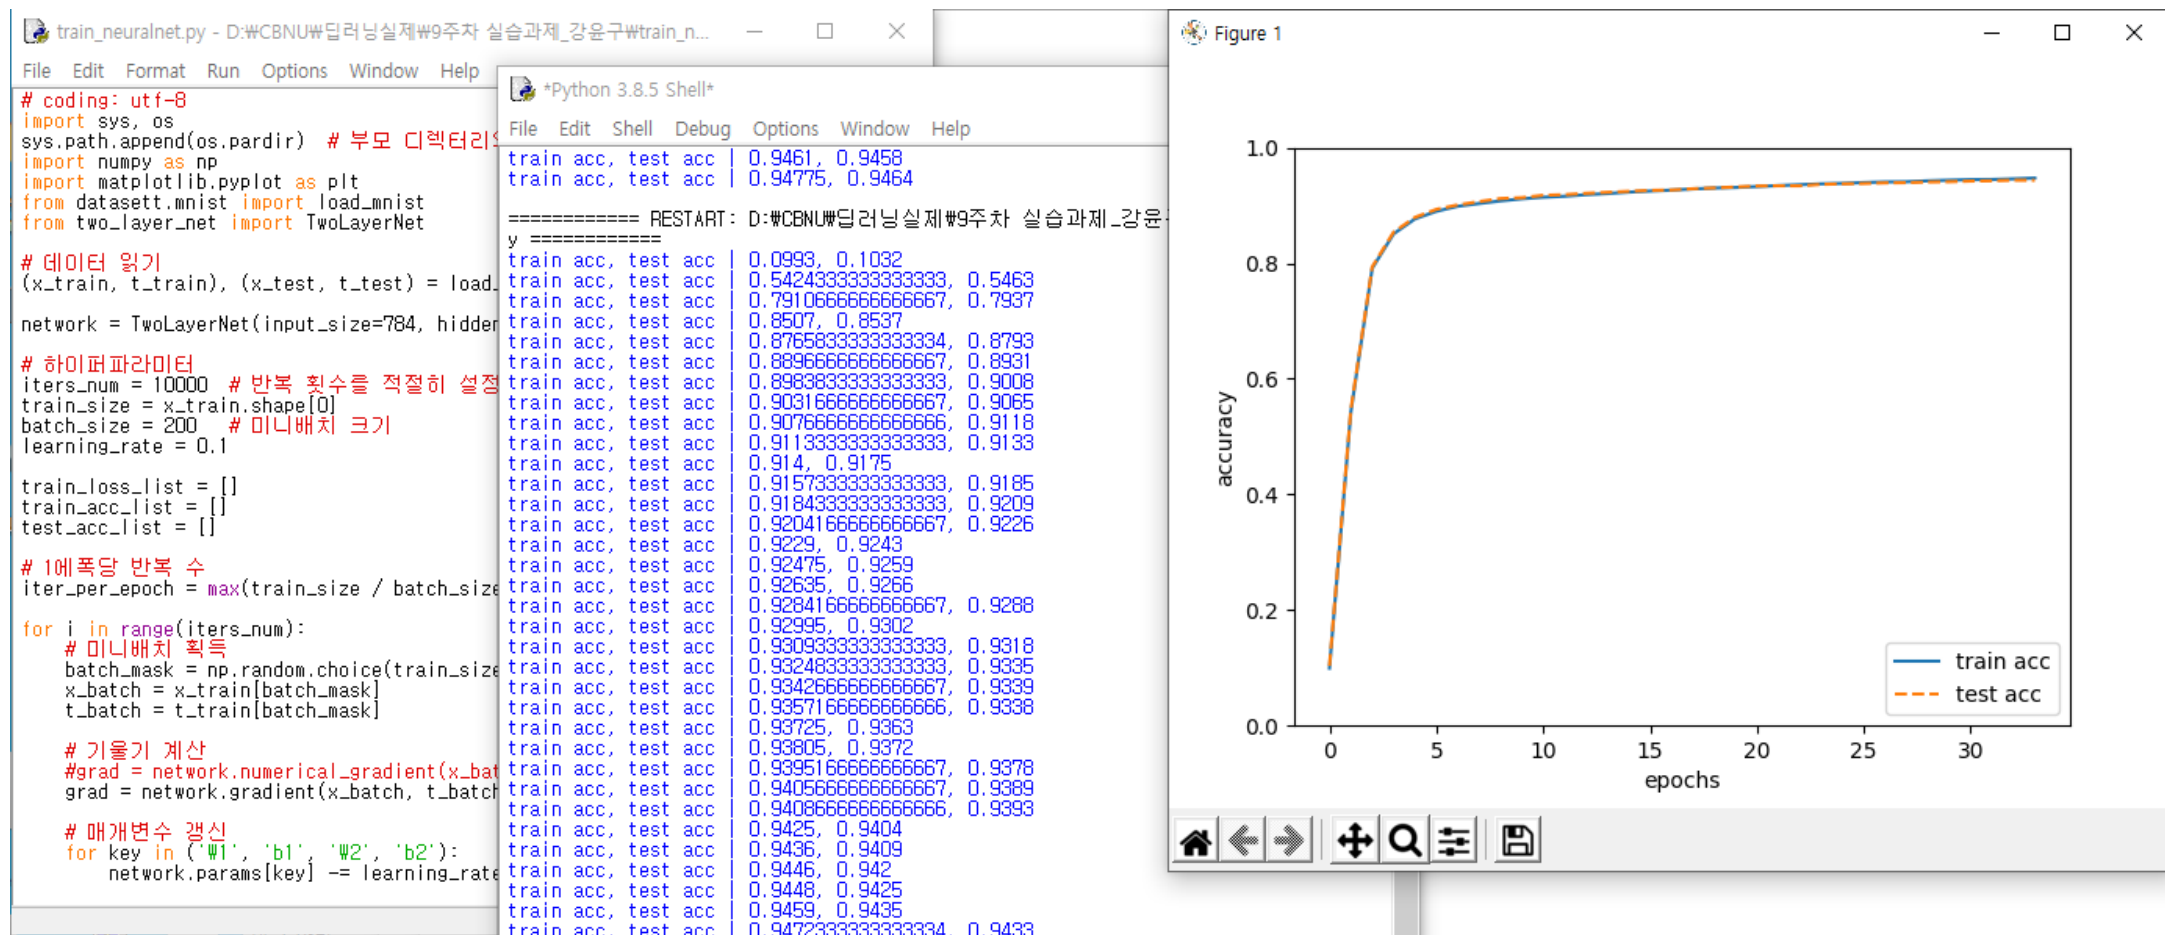 train_neuralnet.py - D:₩CBNU₩딥러닝실제₩9주차 실습과제_강윤구₩train_n...
File Edit Format Run Options Window Help
# coding: utf-8
import sys, os
sys.path.append(os.pardir) # 부모 디렉터리의
import numpy as np
import matplotlib.pyplot as plt
from datasett.mnist import load_mnist
from two_layer_net import TwoLayerNet
# 데이터 읽기
(x_train, t_train), (x_test, t_test) = load_
network = TwoLayerNet(input_size=784, hidden
# 하이퍼파라미터
iters_num = 10000 # 반복 횟수를 적절히 설정
train_size = x_train.shape[0]
batch_size = 200 # 미니배치 크기
learning_rate = 0.1
train_loss_list = []
train_acc_list = []
test_acc_list = []
# 1에폭당 반복 수
iter_per_epoch = max(train_size / batch_size
for i in range(iters_num):
# 미니배치 획득
batch_mask = np.random.choice(train_size
x_batch = x_train[batch_mask]
t_batch = t_train[batch_mask]
# 기울기 계산
#grad = network.numerical_gradient(x_bat
grad = network.gradient(x_batch, t_batch
# 매개변수 갱신
for key in ('W1', 'b1', 'W2', 'b2'):
network.params[key] -= learning_rate
*Python 3.8.5 Shell*
File Edit Shell Debug Options Window Help
train acc, test acc | 0.9461, 0.9458
train acc, test acc | 0.94775, 0.9464
============ RESTART: D:₩CBNU₩딥러닝실제₩9주차 실습과제_강윤
y ============
train acc, test acc | 0.0993, 0.1032
train acc, test acc | 0.5424333333333333, 0.5463
train acc, test acc | 0.7910666666666667, 0.7937
train acc, test acc | 0.8507, 0.8537
train acc, test acc | 0.8765833333333334, 0.8793
train acc, test acc | 0.8896666666666667, 0.8931
train acc, test acc | 0.8983833333333333, 0.9008
train acc, test acc | 0.9031666666666667, 0.9065
train acc, test acc | 0.9076666666666666, 0.9118
train acc, test acc | 0.9113333333333333, 0.9133
train acc, test acc | 0.914, 0.9175
train acc, test acc | 0.9157333333333333, 0.9185
train acc, test acc | 0.9184333333333333, 0.9209
train acc, test acc | 0.9204166666666667, 0.9226
train acc, test acc | 0.9229, 0.9243
train acc, test acc | 0.92475, 0.9259
train acc, test acc | 0.92635, 0.9266
train acc, test acc | 0.9284166666666667, 0.9288
train acc, test acc | 0.92995, 0.9302
train acc, test acc | 0.9309333333333333, 0.9318
train acc, test acc | 0.9324833333333333, 0.9335
train acc, test acc | 0.9342666666666667, 0.9339
train acc, test acc | 0.9357166666666666, 0.9338
train acc, test acc | 0.93725, 0.9363
train acc, test acc | 0.93805, 0.9372
train acc, test acc | 0.9395166666666667, 0.9378
train acc, test acc | 0.9405666666666667, 0.9389
train acc, test acc | 0.9408666666666666, 0.9393
train acc, test acc | 0.9425, 0.9404
train acc, test acc | 0.9436, 0.9409
train acc, test acc | 0.9446, 0.942
train acc, test acc | 0.9448, 0.9425
train acc, test acc | 0.9459, 0.9435
train acc, test acc | 0.9472333333333334, 0.9433
Figure 1
1.0
0.8
0.6
0.4
0.2
0.0
accuracy
train acc
test acc
0 5 10 15 20 25 30
epochs